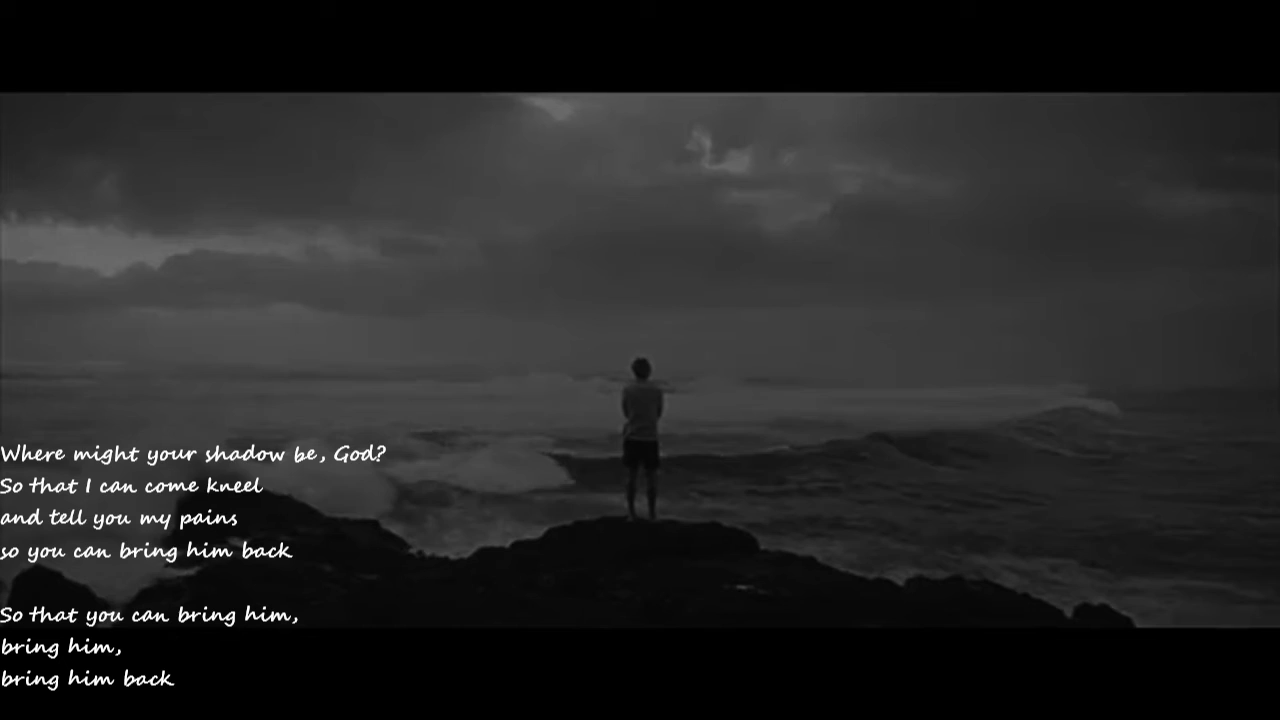 Where might your shadow be, God?
So that I can come kneel
and tell you my pains
so you can bring him back
So that you can bring him,
bring him,
bring him back